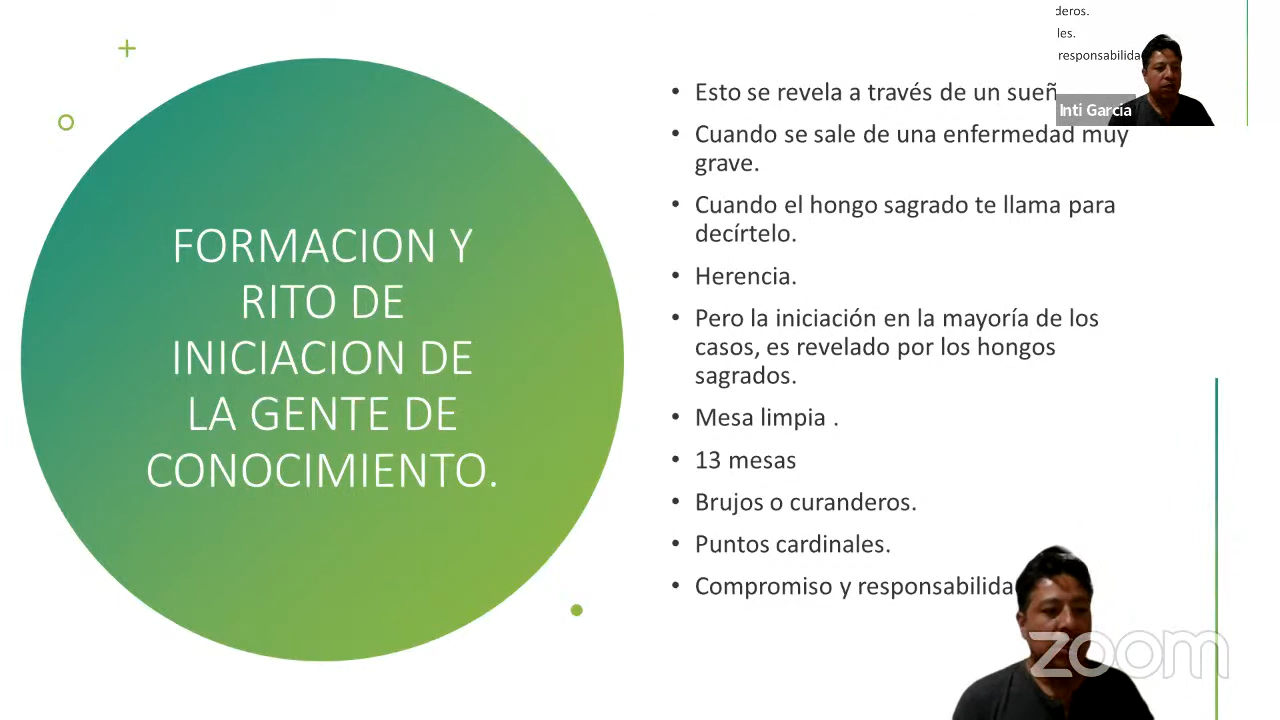 deros.
les.
responsabilida
Inti García
FORMACION Y
RITO DE
INICIACION DE
LA GENTE DE
CONOCIMIENTO.
• Esto se revela a través de un sueñ
• Cuando se sale de una enfermedad muy
grave.
• Cuando el hongo sagrado te llama para
decírtelo.
• Herencia.
• Pero la iniciación en la mayoría de los
casos, es revelado por los hongos
sagrados.
• Mesa limpia .
• 13 mesas
• Brujos o curanderos.
• Puntos cardinales.
• Compromiso y responsabilida
zoom